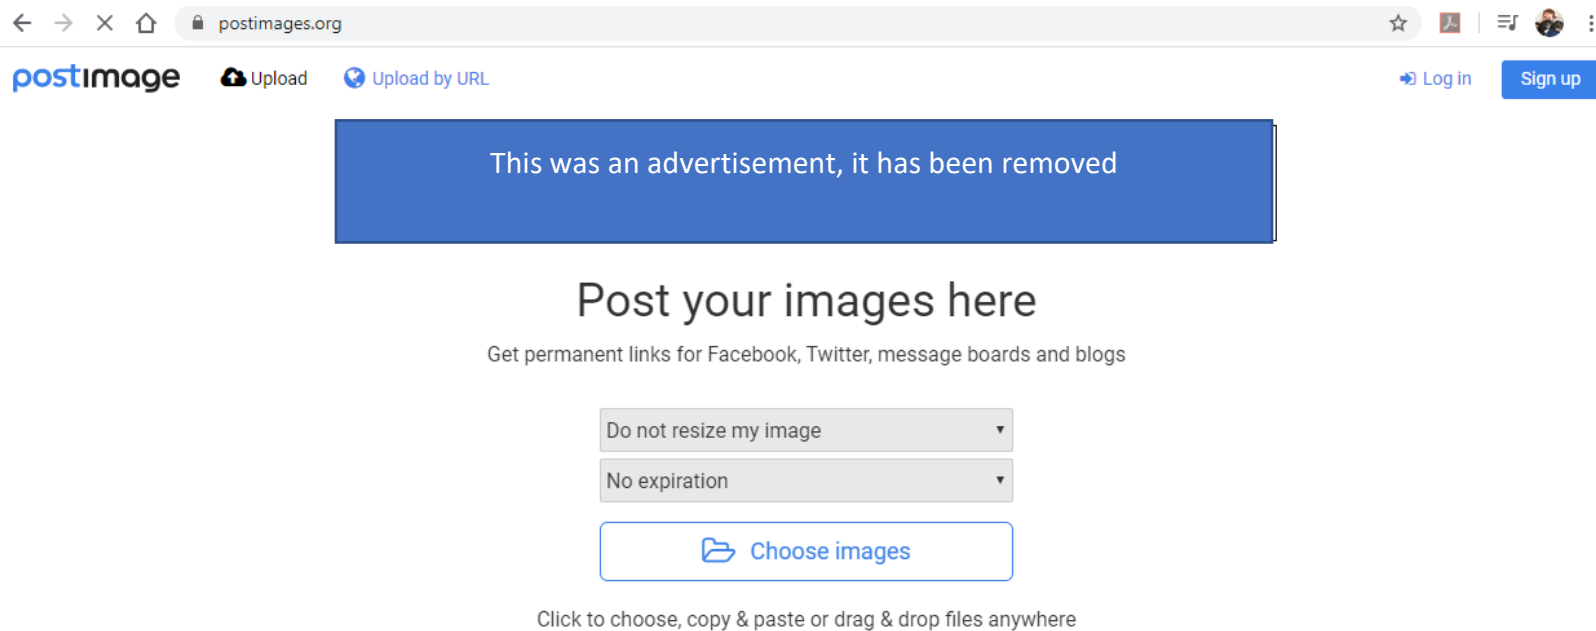 postimages.org
postimage Upload Upload by URL Log in Sign up
This was an advertisement, it has been removed
Post your images here
Get permanent links for Facebook, Twitter, message boards and blogs
Do not resize my image
No expiration
Choose images
Click to choose, copy & paste or drag & drop files anywhere